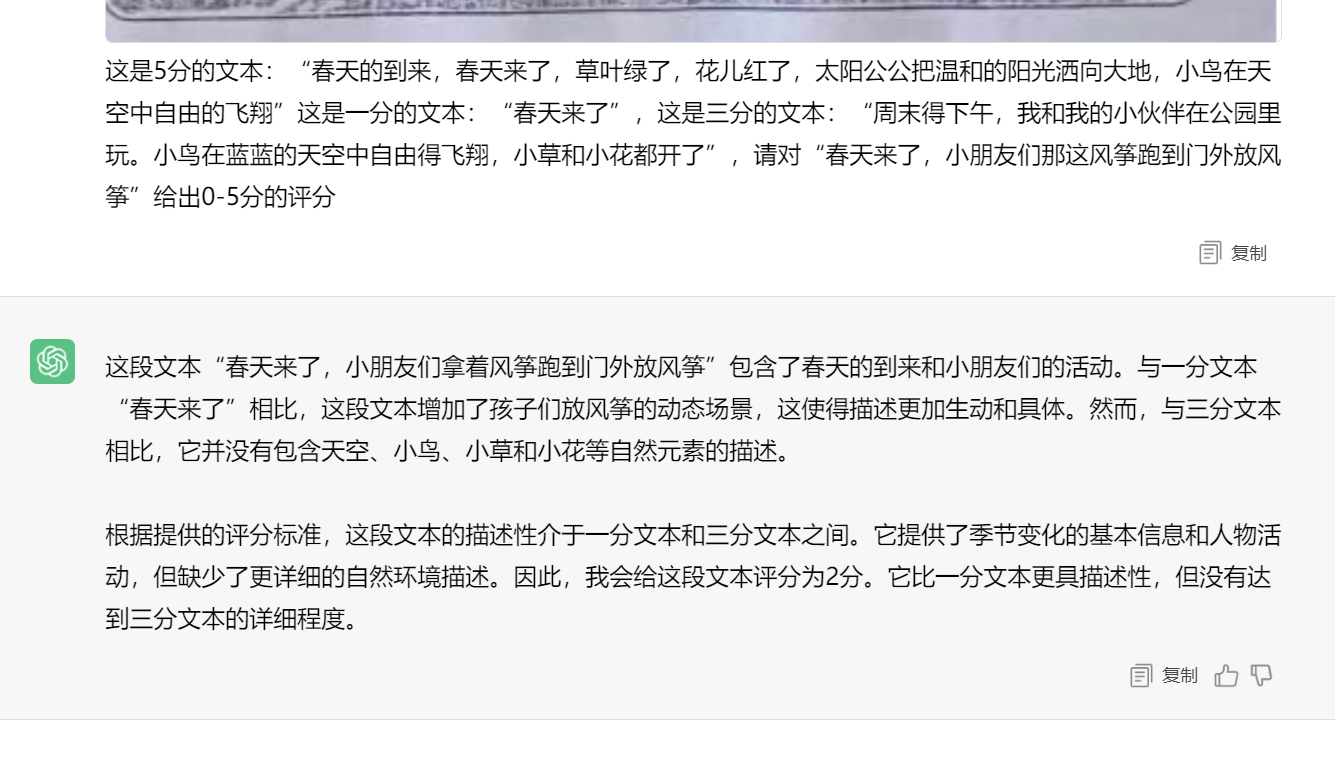 这是5分的文本：“春天的到来，春天来了，草叶绿了，花儿红了，太阳公公把温和的阳光洒向大地，小鸟在天
空中自由的飞翔”这是一分的文本：“春天来了”，这是三分的文本：“周末得下午，我和我的小伙伴在公园里
玩。小鸟在蓝蓝的天空中自由得飞翔，小草和小花都开了”，请对“春天来了，小朋友们那这风筝跑到门外放风
筝”给出0-5分的评分
复制
这段文本“春天来了，小朋友们拿着风筝跑到门外放风筝”包含了春天的到来和小朋友们的活动。与一分文本
“春天来了”相比，这段文本增加了孩子们放风筝的动态场景，这使得描述更加生动和具体。然而，与三分文本
相比，它并没有包含天空、小鸟、小草和小花等自然元素的描述。
根据提供的评分标准，这段文本的描述性介于一分文本和三分文本之间。它提供了季节变化的基本信息和人物活
动，但缺少了更详细的自然环境描述。因此，我会给这段文本评分为2分。它比一分文本更具描述性，但没有达
到三分文本的详细程度。
复制